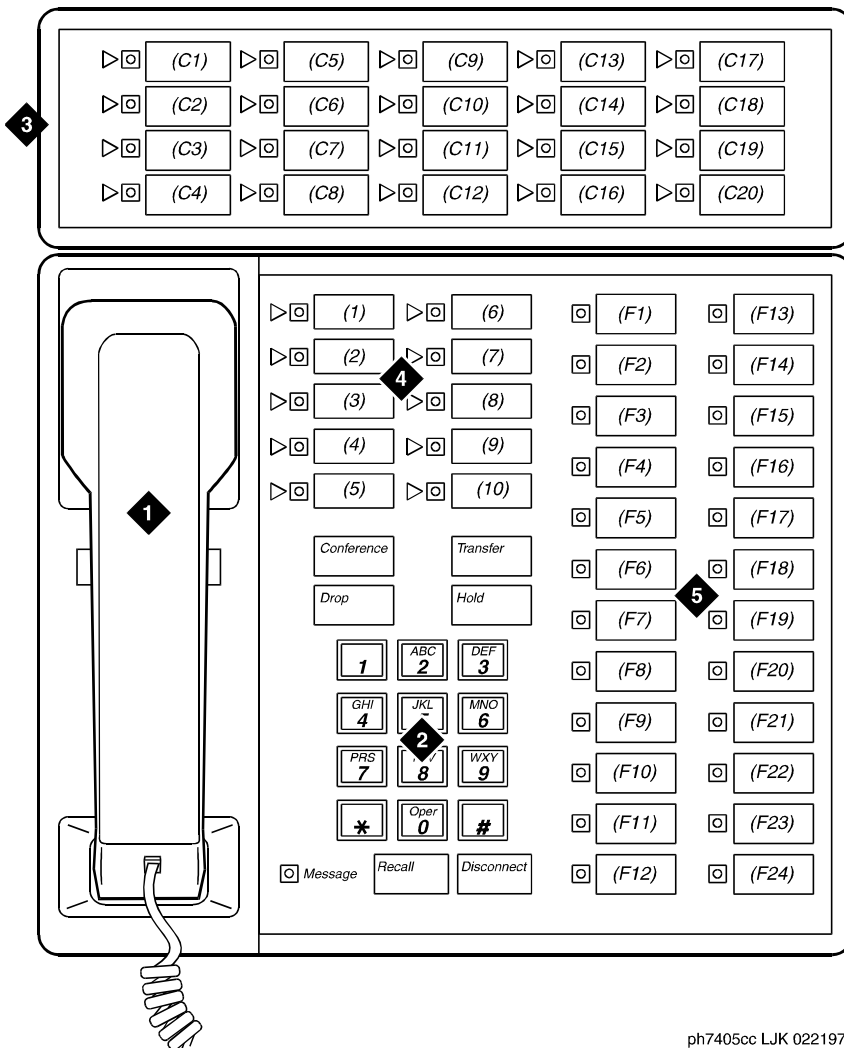 (C1) (C5) (C9) (C13) (C17)
(C2) (C6) (C10) (C14) (C18)
3
(C3) (C7) (C11) (C15) (C19)
(C4) (C8) (C12) (C16) (C20)
(1) (6) (F1) (F13)
(2) (7) (F2) (F14)
4
(3) (8) (F3) (F15)
(4) (9) (F4) (F16)
(5) (10) (F5) (F17)
1
Conference Transfer (F6) (F18)
5
Drop Hold (F7) (F19)
1 ABC 2 DEF 3 (F8) (F20)
GHI 4 JKL MNO 6 (F9) (F21)
2
PRS 7 8 WXY 9 (F10) (F22)
* Oper 0 # (F11) (F23)
Message Recall Disconnect (F12) (F24)
ph7405cc LJK 022197